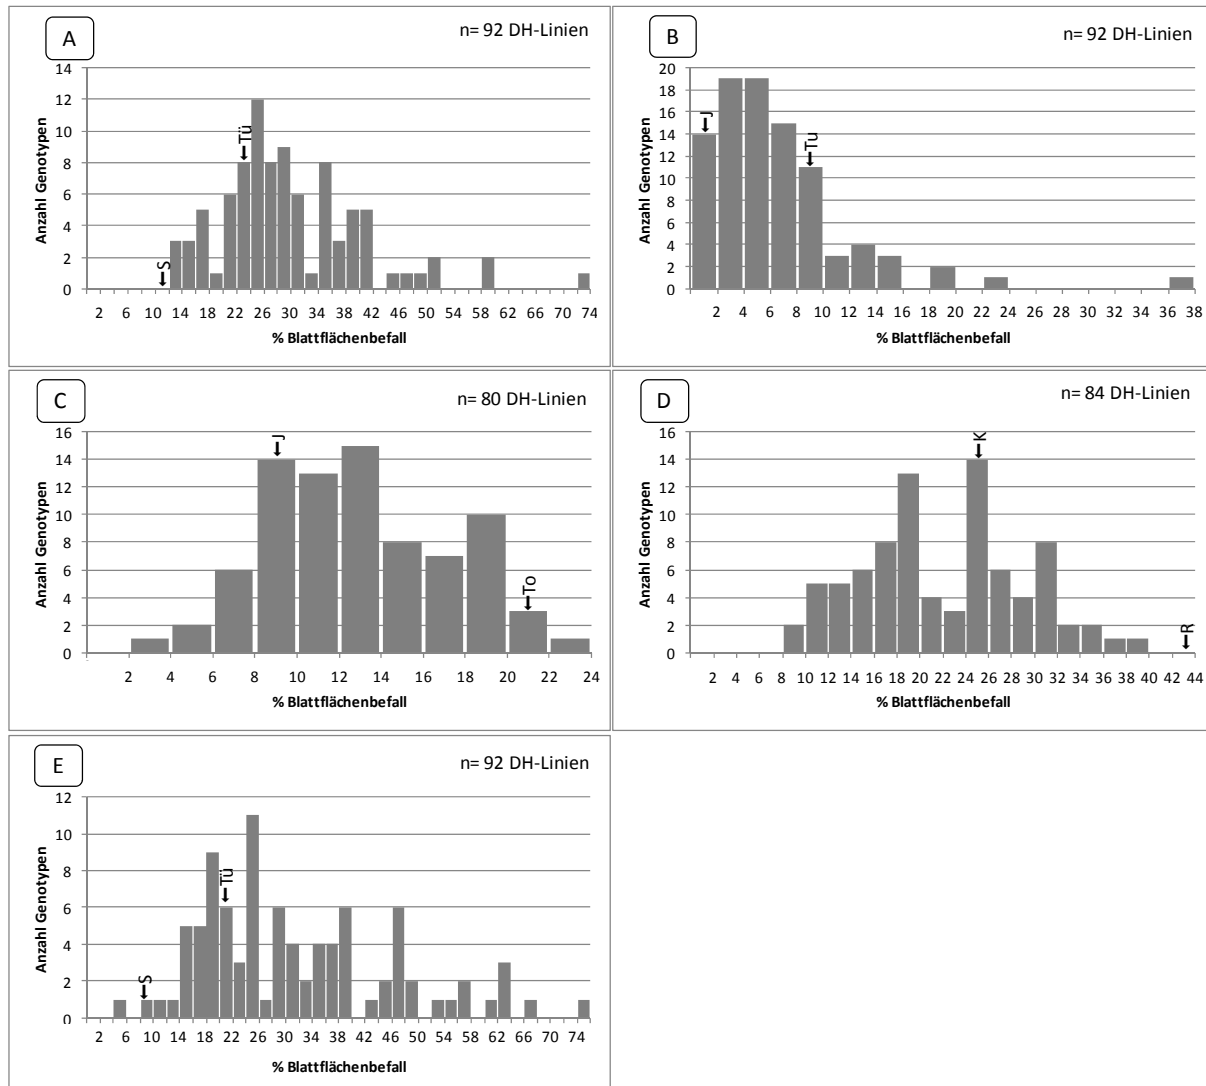 A
n= 92 DH-Linien
14
12
10
8
6
4
2
0
Anzahl Genotypen
S
Tü
2 6 10 14 18 22 26 30 34 38 42 46 50 54 58 62 66 70 74
% Blattflächenbefall
B
n= 92 DH-Linien
20
18
16
14
12
10
8
6
4
2
0
Anzahl Genotypen
J
Tu
2 4 6 8 10 12 14 16 18 20 22 24 26 28 30 32 34 36 38
% Blattflächenbefall
C
n= 80 DH-Linien
16
14
12
10
8
6
4
2
0
Anzahl Genotypen
J
To
2 4 6 8 10 12 14 16 18 20 22 24
% Blattflächenbefall
D
n= 84 DH-Linien
16
14
12
10
8
6
4
2
0
Anzahl Genotypen
K
R
2 4 6 8 10 12 14 16 18 20 22 24 26 28 30 32 34 36 38 40 42 44
% Blattflächenbefall
E
n= 92 DH-Linien
12
10
8
6
4
2
0
Anzahl Genotypen
S
Tü
2 6 10 14 18 22 26 30 34 38 42 46 50 54 58 62 66 70 74
% Blattflächenbefall